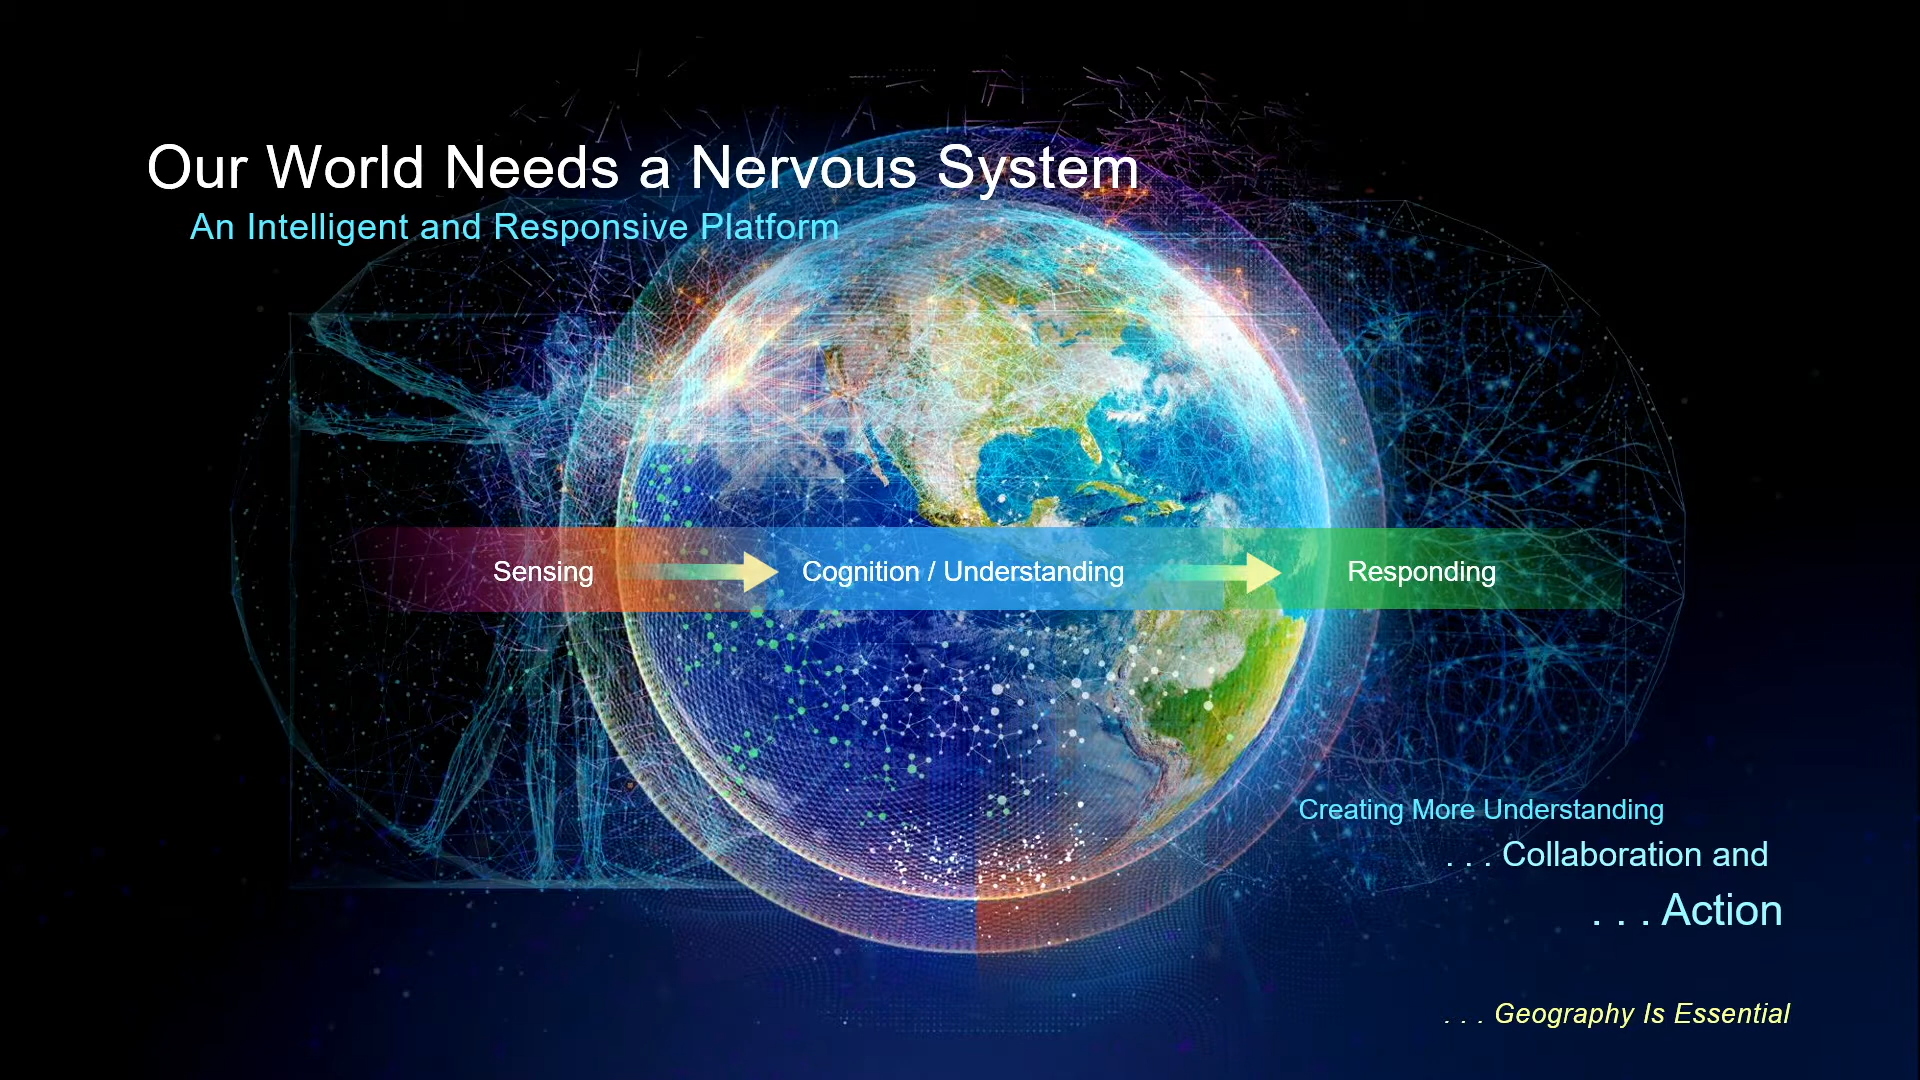 Our World Needs a Nervous System
An Intelligent and Responsive Platform
Sensing
Cognition / Understanding
Responding
Creating More Understanding
. . . Collaboration and
. . . Action
. . . Geography Is Essential